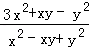 3x²+xy− y²
x² − xy+ y²